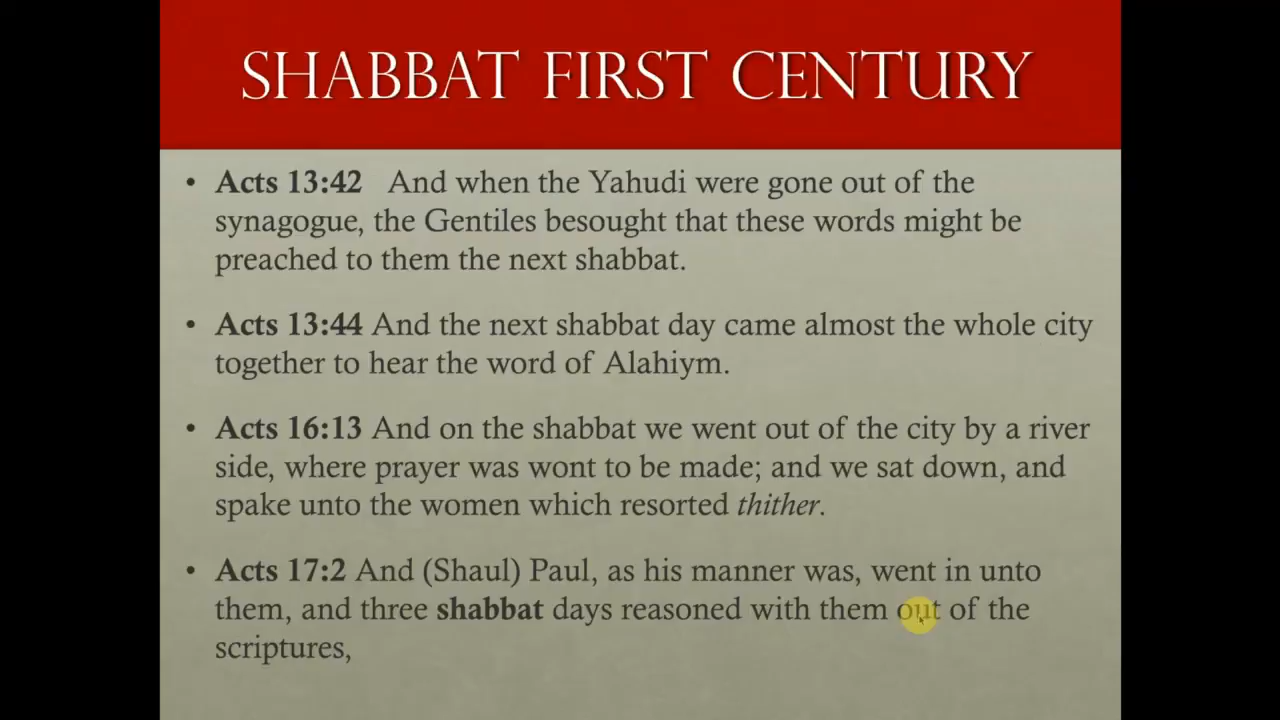 SHABBAT FIRST CENTURY
• Acts 13:42 And when the Yahudi were gone out of the
synagogue, the Gentiles besought that these words might be
preached to them the next shabbat.
• Acts 13:44 And the next shabbat day came almost the whole city
together to hear the word of Alahiym.
• Acts 16:13 And on the shabbat we went out of the city by a river
side, where prayer was wont to be made; and we sat down, and
spake unto the women which resorted thither.
• Acts 17:2 And (Shaul) Paul, as his manner was, went in unto
them, and three shabbat days reasoned with them out of the
scriptures,